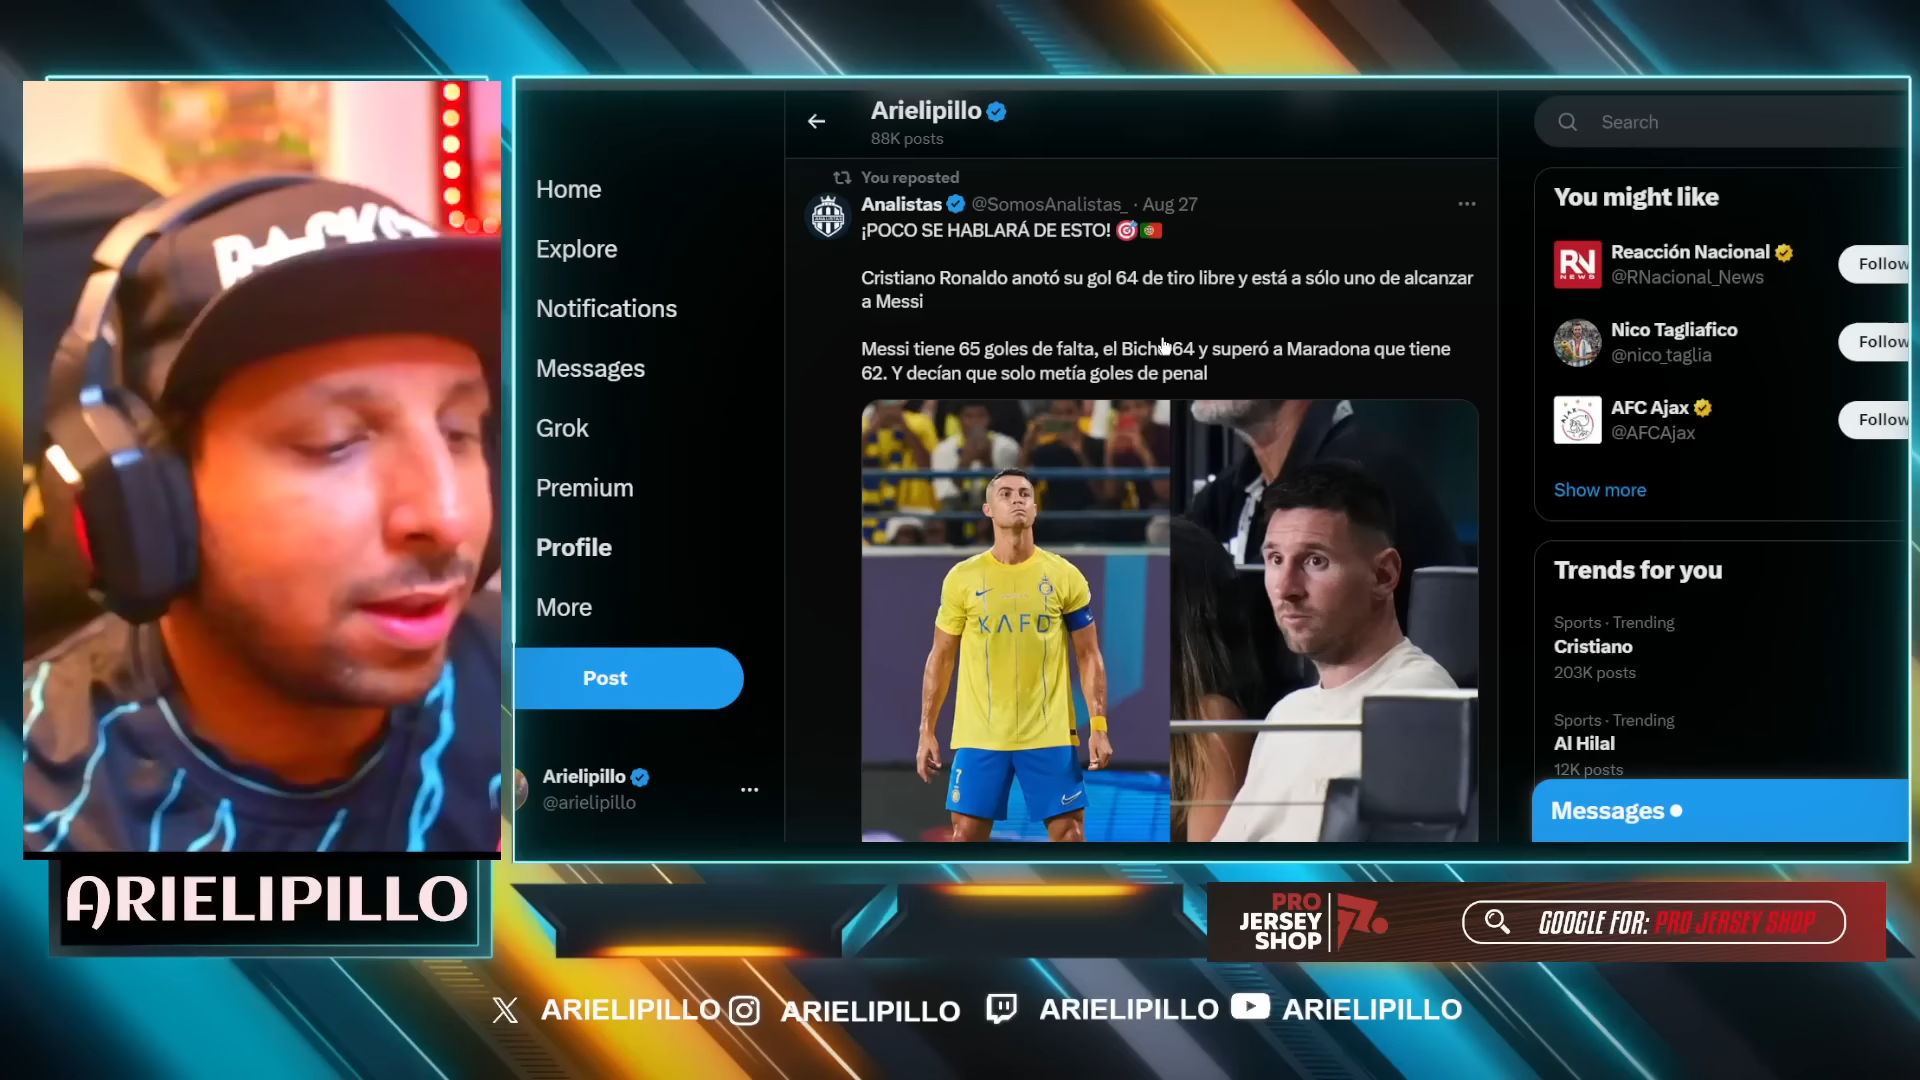 Arielipillo
88K posts
Search
You reposted
Analistas @SomosAnalistas_ · Aug 27
¡POCO SE HABLARÁ DE ESTO!
Cristiano Ronaldo anotó su gol 64 de tiro libre y está a sólo uno de alcanzar
a Messi
Messi tiene 65 goles de falta, el Bicho 64 y superó a Maradona que tiene
62. Y decían que solo metía goles de penal
KAFD
7
Home
Explore
Notifications
Messages
Grok
Premium
Profile
More
Post
Arielipillo
@arielipillo
You might like
RN
NEWS
Reacción Nacional
@RNacional_News
Follow
Nico Tagliafico
@nico_taglia
Follow
AFC Ajax
@AFCAjax
Follow
Show more
Trends for you
Sports · Trending
Cristiano
203K posts
Sports · Trending
Al Hilal
12K posts
Messages
ARIELIPILLO
PRO
JERSEY
SHOP
GOOGLE FOR: PRO JERSEY SHOP
ARIELIPILLO
ARIELIPILLO
ARIELIPILLO
ARIELIPILLO